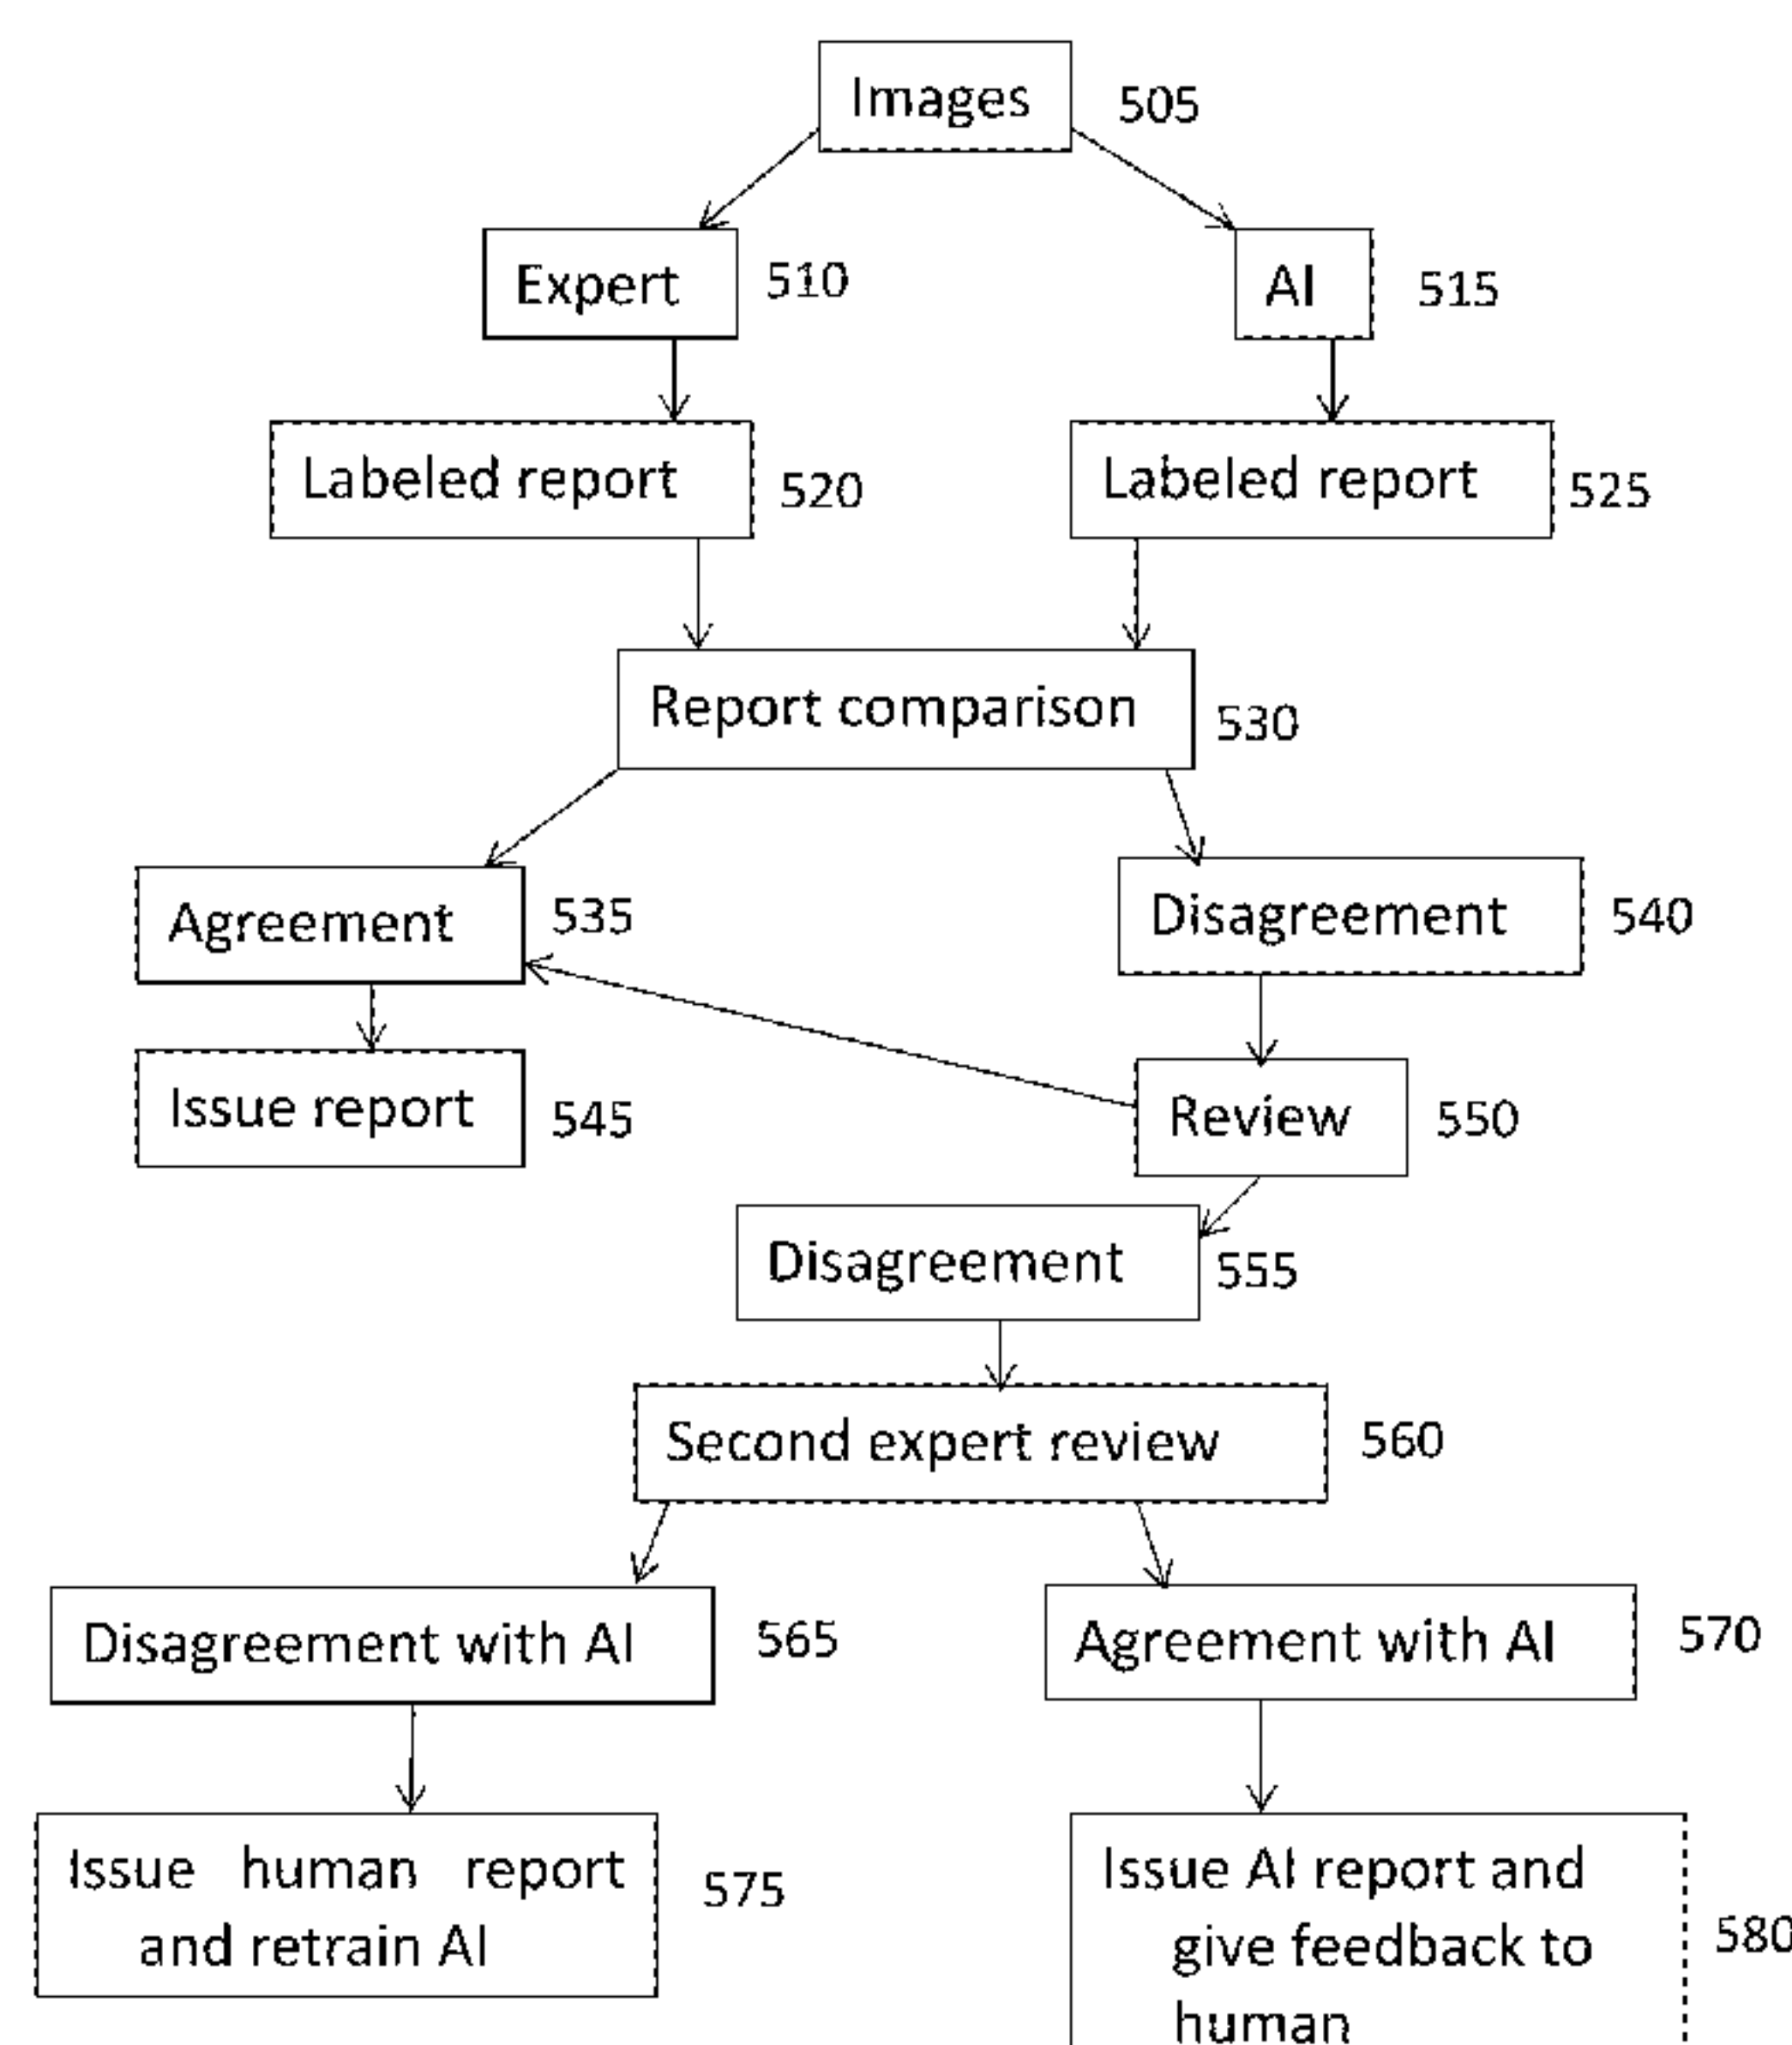 Images 505
Expert 510
AI 515
Labeled report 520
Labeled report 525
Report comparison 530
Agreement 535
Disagreement 540
Issue report 545
Review 550
Disagreement 555
Second expert review 560
Disagreement with AI 565
Agreement with AI 570
Issue human report
and retrain AI
575
Issue AI report and
give feedback to
human
580